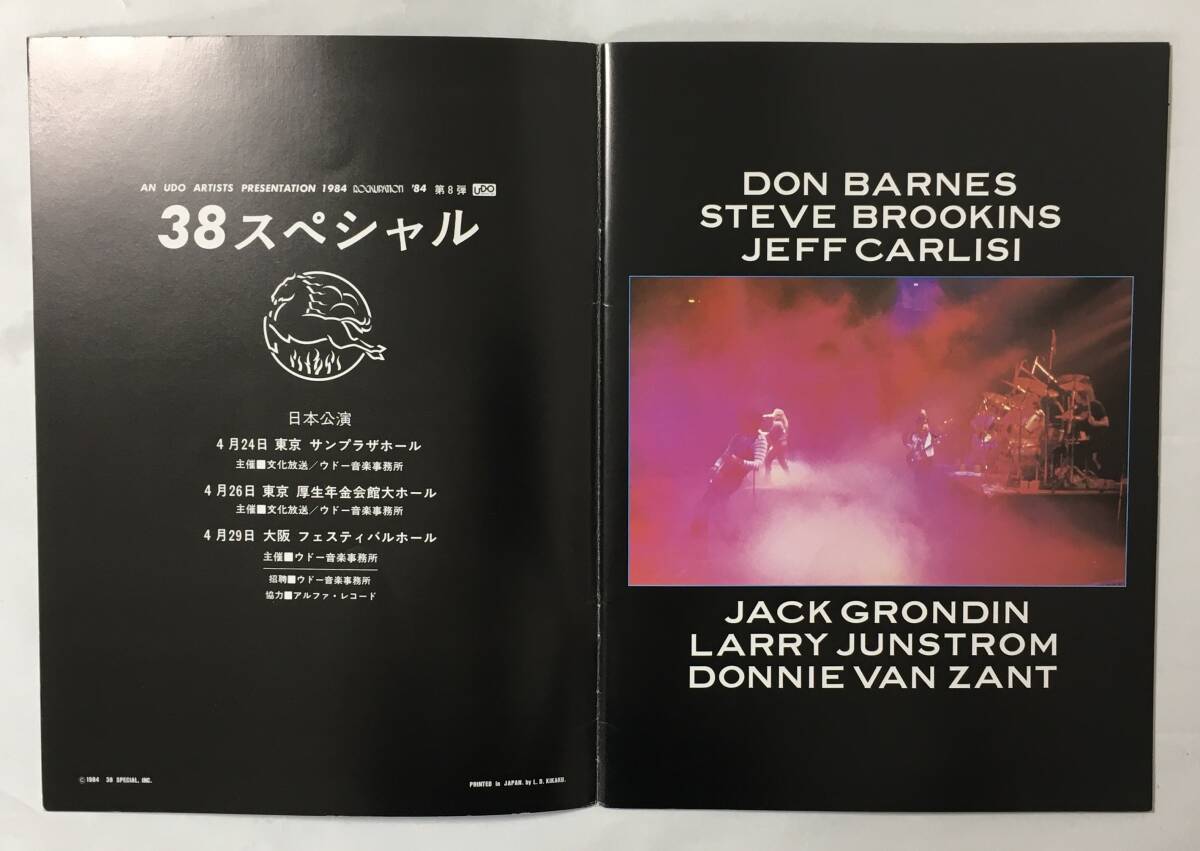 AN UDO ARTISTS PRESENTATION 1984 ROCKUPATION '84 第8弾 UDO
38スペシャル
日本公演
4月24日 東京 サンプラザホール
主催■文化放送/ウドー音楽事務所
4月26日 東京 厚生年金会館大ホール
主催■文化放送/ウドー音楽事務所
4月29日 大阪 フェスティバルホール
主催■ウドー音楽事務所
招聘■ウドー音楽事務所
協力■アルファ・レコード
©1984 38 SPECIAL, INC.
PRINTED in JAPAN. by L. D. KIKAKU.
DON BARNES
STEVE BROOKINS
JEFF CARLISI
JACK GRONDIN
LARRY JUNSTROM
DONNIE VAN ZANT